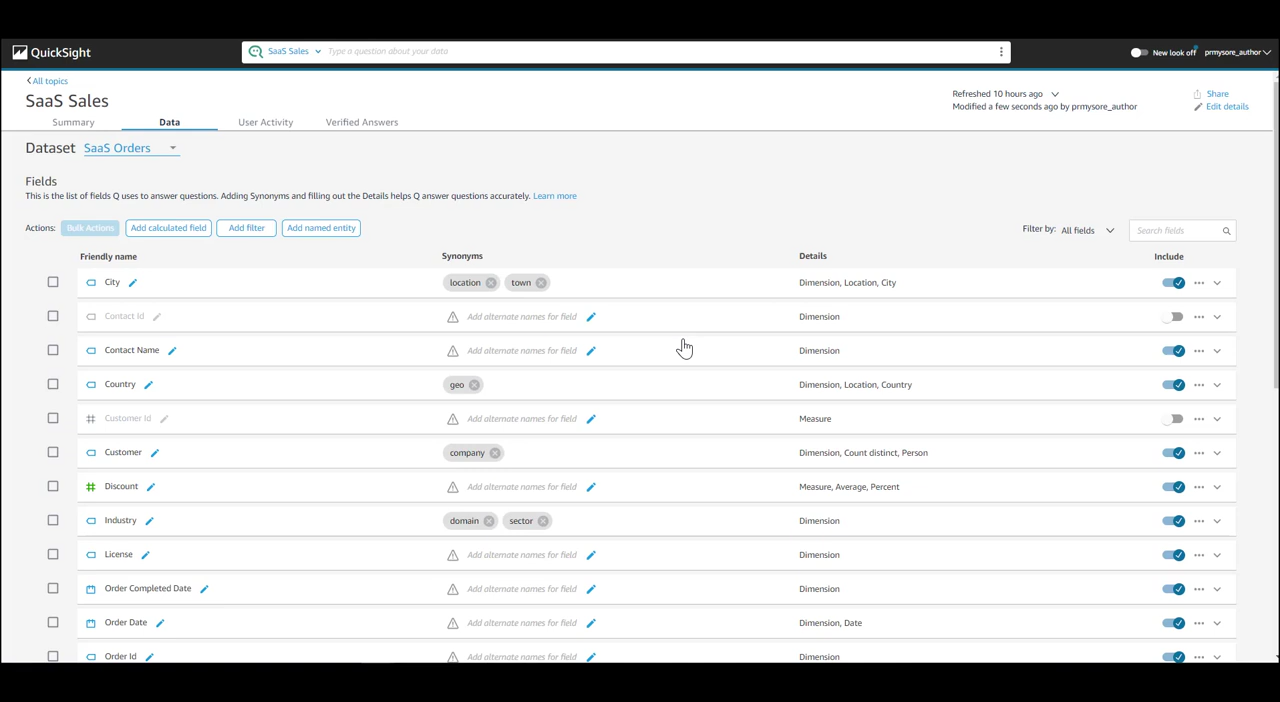 QuickSight
SaaS Sales Type a question about your data
New look off prmysore_author
All topics
SaaS Sales
Refreshed 10 hours ago
Modified a few seconds ago by prmysore_author
Share
Edit details
Summary Data User Activity Verified Answers
Dataset SaaS Orders
Fields
This is the list of fields Q uses to answer questions. Adding Synonyms and filling out the Details helps Q answer questions accurately. Learn more
Actions: Bulk Actions Add calculated field Add filter Add named entity Filter by: All fields Search fields
Friendly name Synonyms Details Include
City location town Dimension, Location, City
Contact Id Add alternate names for field Dimension
Contact Name Add alternate names for field Dimension
Country geo Dimension, Location, Country
Customer Id Add alternate names for field Measure
Customer company Dimension, Count distinct, Person
Discount Add alternate names for field Measure, Average, Percent
Industry domain sector Dimension
License Add alternate names for field Dimension
Order Completed Date Add alternate names for field Dimension
Order Date Add alternate names for field Dimension, Date
Order Id Add alternate names for field Dimension